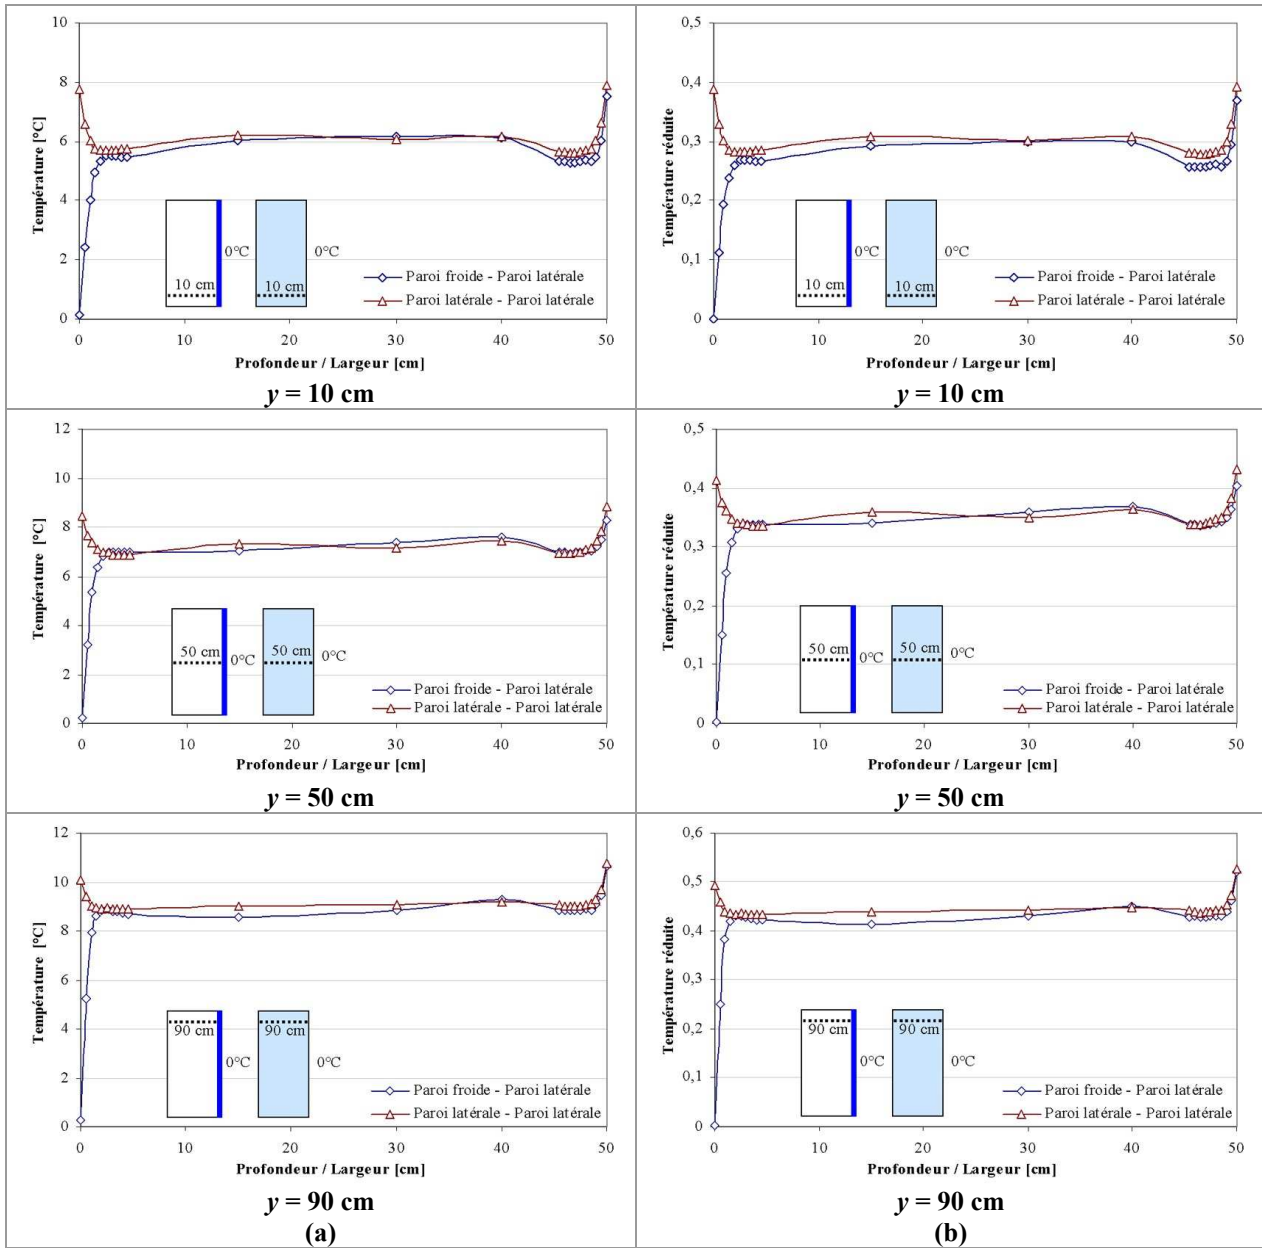 10
8
6
4
2
0
Température [°C]
10 cm
0°C
10 cm
0°C
Paroi froide - Paroi latérale
Paroi latérale - Paroi latérale
0 10 20 30 40 50
Profondeur / Largeur [cm]
y = 10 cm
0,5
0,4
0,3
0,2
0,1
0
Température réduite
10 cm
0°C
10 cm
0°C
Paroi froide - Paroi latérale
Paroi latérale - Paroi latérale
0 10 20 30 40 50
Profondeur / Largeur [cm]
y = 10 cm
12
10
8
6
4
2
0
Température [°C]
50 cm
0°C
50 cm
0°C
Paroi froide - Paroi latérale
Paroi latérale - Paroi latérale
0 10 20 30 40 50
Profondeur / Largeur [cm]
y = 50 cm
0,5
0,4
0,3
0,2
0,1
0
Température réduite
50 cm
0°C
50 cm
0°C
Paroi froide - Paroi latérale
Paroi latérale - Paroi latérale
0 10 20 30 40 50
Profondeur / Largeur [cm]
y = 50 cm
12
10
8
6
4
2
0
Température [°C]
90 cm
0°C
90 cm
0°C
Paroi froide - Paroi latérale
Paroi latérale - Paroi latérale
0 10 20 30 40 50
Profondeur / Largeur [cm]
y = 90 cm
(a)
0,6
0,5
0,4
0,3
0,2
0,1
0
Température réduite
90 cm
0°C
90 cm
0°C
Paroi froide - Paroi latérale
Paroi latérale - Paroi latérale
0 10 20 30 40 50
Profondeur / Largeur [cm]
y = 90 cm
(b)